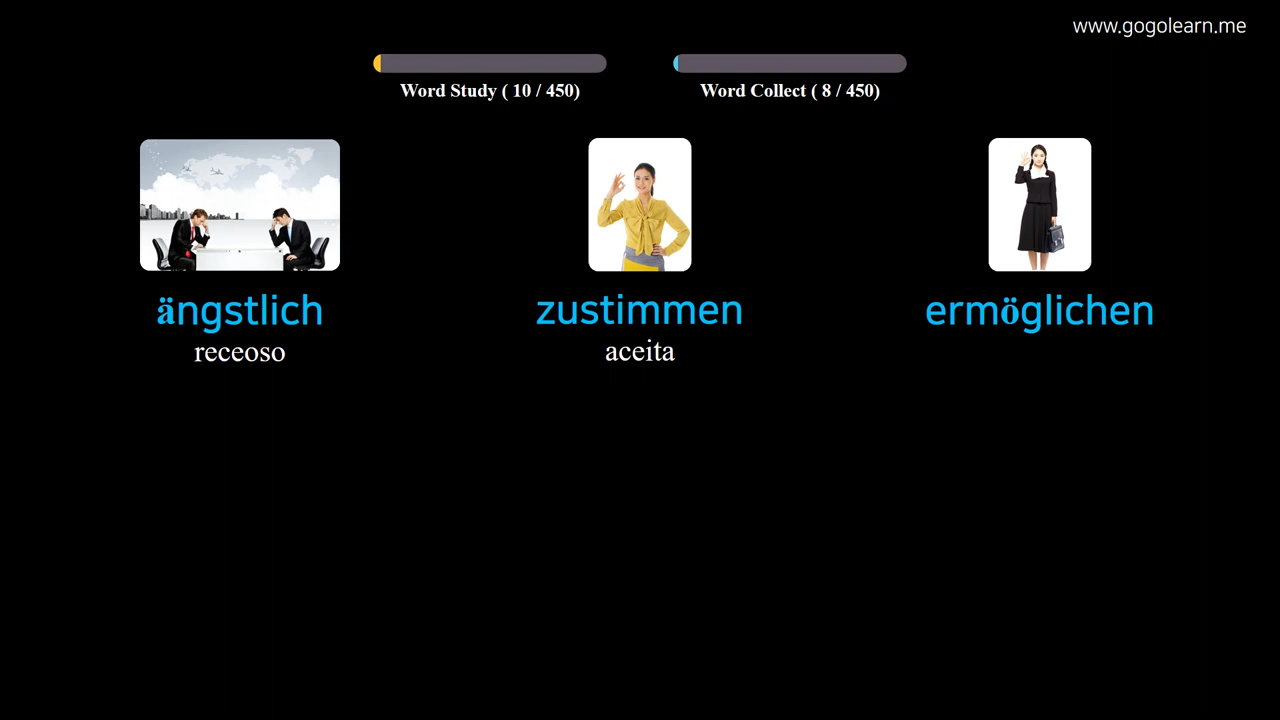 www.gogolearn.me
Word Study ( 10 / 450)
Word Collect ( 8 / 450)
ängstlich
receoso
zustimmen
aceita
ermöglichen